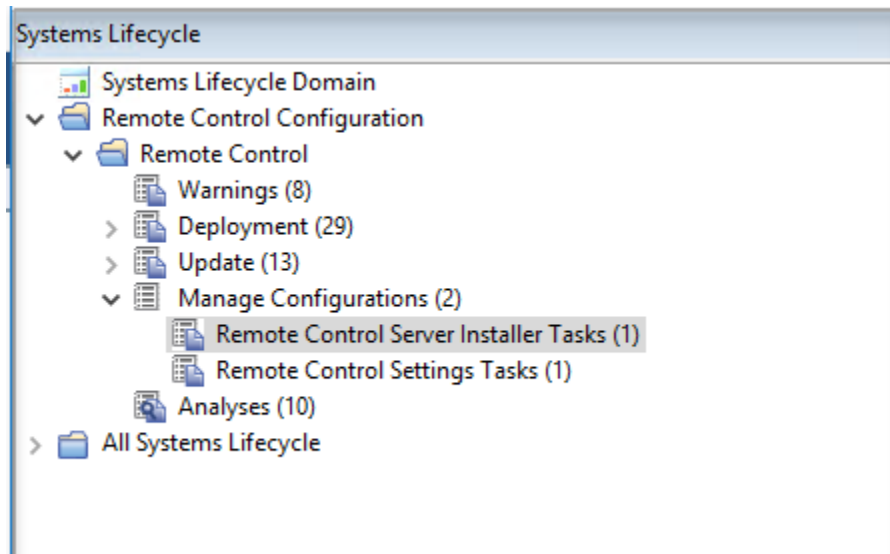 Systems Lifecycle
Systems Lifecycle Domain
Remote Control Configuration
Remote Control
Warnings (8)
Deployment (29)
Update (13)
Manage Configurations (2)
Remote Control Server Installer Tasks (1)
Remote Control Settings Tasks (1)
Analyses (10)
All Systems Lifecycle